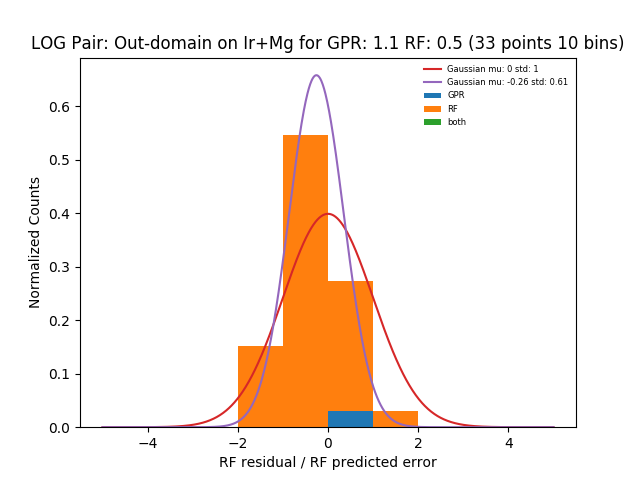 LOG Pair: Out-domain on Ir+Mg for GPR: 1.1 RF: 0.5 (33 points 10 bins)
Gaussian mu: 0 std: 1
Gaussian mu: -0.26 std: 0.61
GPR
RF
both
Normalized Counts
0.6
0.5
0.4
0.3
0.2
0.1
0.0
−4 −2 0 2 4
RF residual / RF predicted error